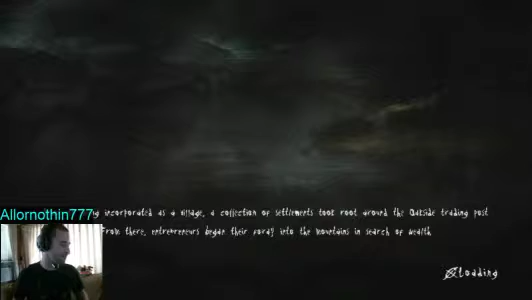 Allornothin777
incorporated as a village, a collection of settlements took root around the Oakside trading post
From there, entrepreneurs began their foray into the mountains in search of wealth
Loading